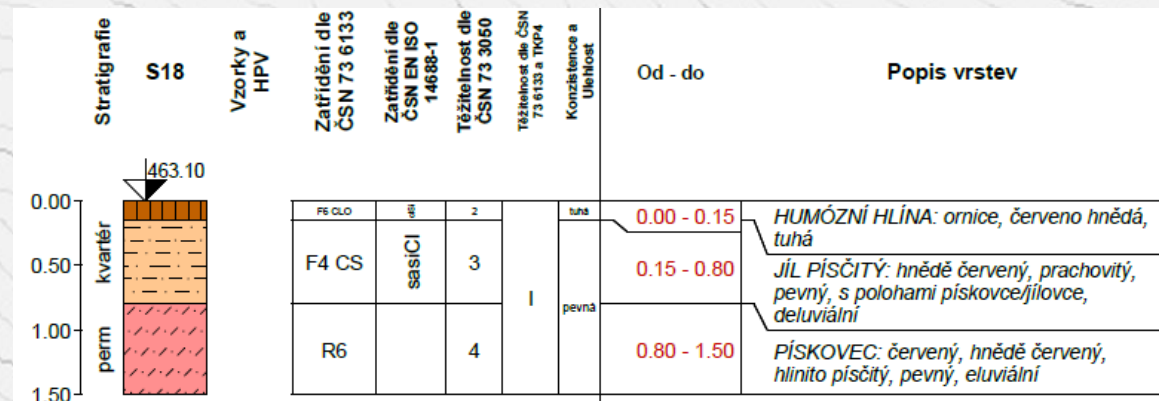 Stratigrafie
S18
Vzorky a
HPV
Zatřídění dle
ČSN 73 6133
Zatřídění dle
ČSN EN ISO
14688-1
Těžitelnost dle
ČSN 73 3050
Těžitelnost dle ČSN
73 6133 a TKP4
Konzistence a
Ulehlost
Od - do
Popis vrstev
463.10
0.00
0.50
1.00
1.50
kvartér
perm
F6 CLO
2
tuhá
0.00 - 0.15
HUMÓZNÍ HLÍNA: ornice, červeno hnědá,
tuhá
F4 CS
sasiCl
3
I
pevná
0.15 - 0.80
JÍL PÍSČITÝ: hnědě červený, prachovitý,
pevný, s polohami pískovce/jílovce,
deluviální
R6
4
0.80 - 1.50
PÍSKOVEC: červený, hnědě červený,
hlinito písčitý, pevný, eluviální